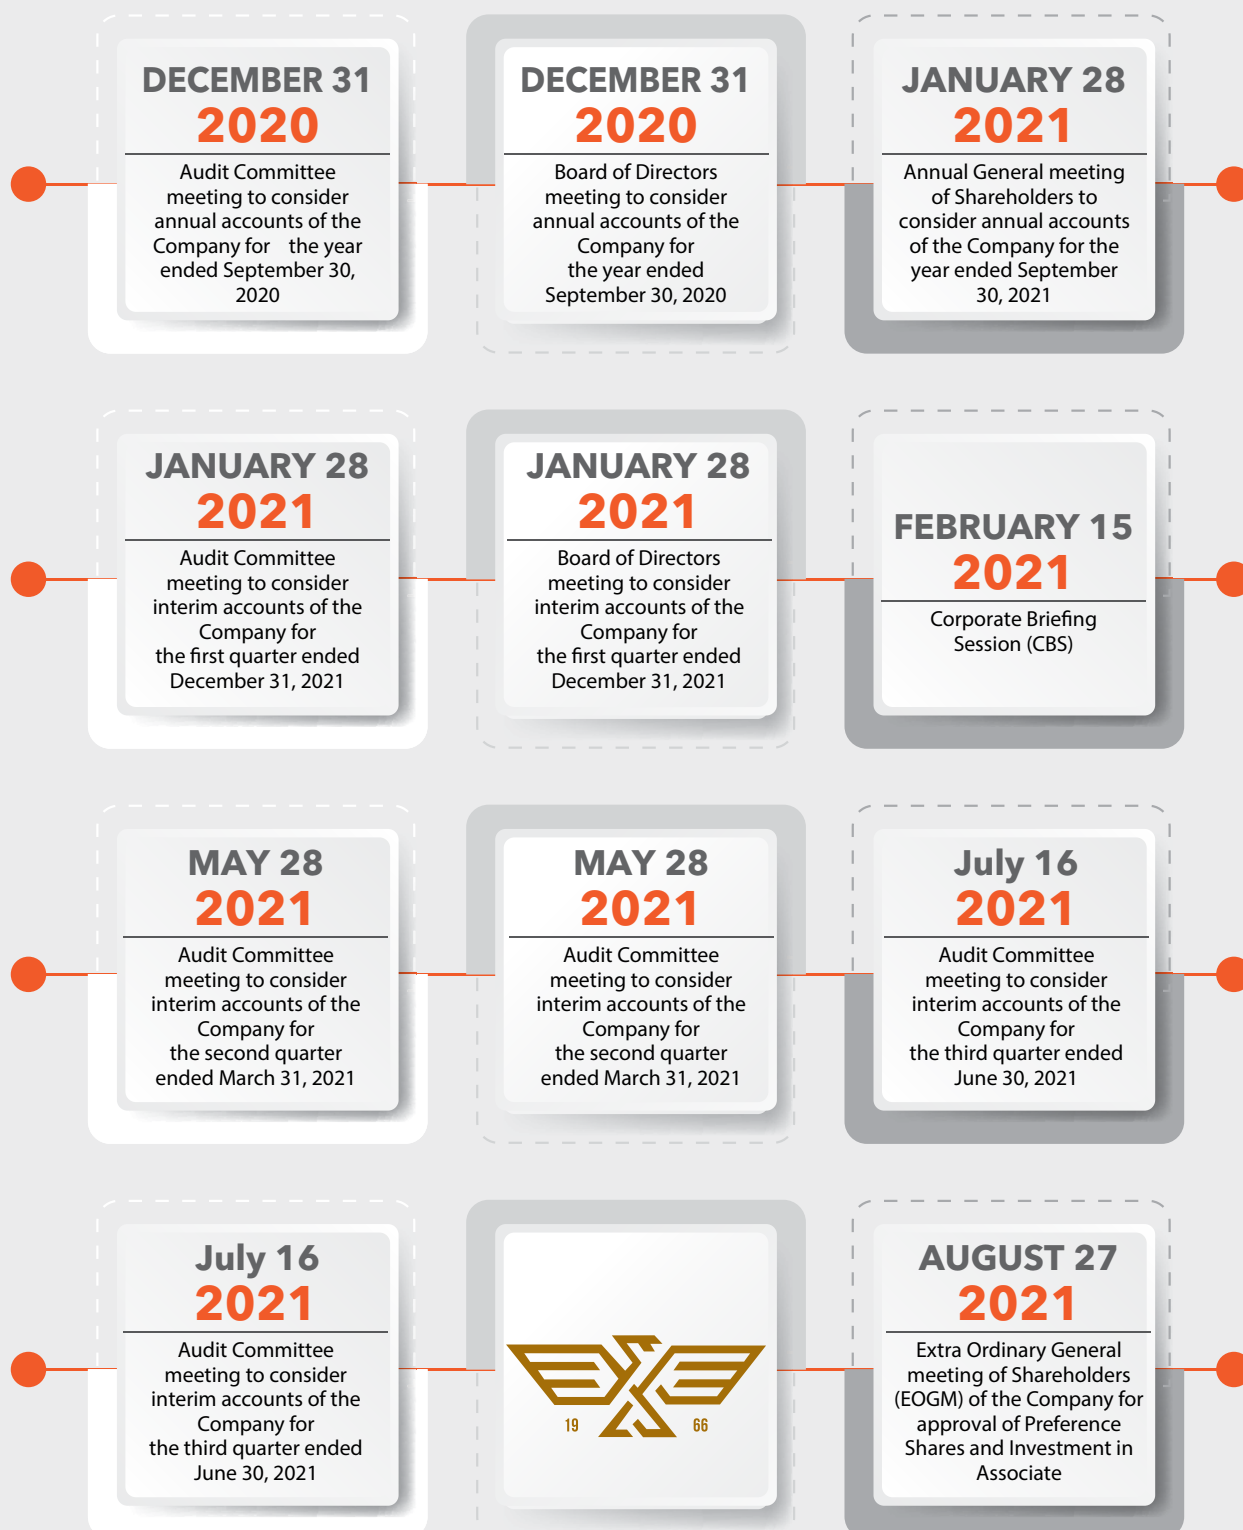 DECEMBER 31
2020
Audit Committee
meeting to consider
annual accounts of the
Company for the year
ended September 30,
2020
DECEMBER 31
2020
Board of Directors
meeting to consider
annual accounts of the
Company for
the year ended
September 30, 2020
JANUARY 28
2021
Annual General meeting
of Shareholders to
consider annual accounts
of the Company for the
year ended September
30, 2021
JANUARY 28
2021
Audit Committee
meeting to consider
interim accounts of the
Company for
the first quarter ended
December 31, 2021
JANUARY 28
2021
Board of Directors
meeting to consider
interim accounts of the
Company for
the first quarter ended
December 31, 2021
FEBRUARY 15
2021
Corporate Briefing
Session (CBS)
MAY 28
2021
Audit Committee
meeting to consider
interim accounts of the
Company for
the second quarter
ended March 31, 2021
MAY 28
2021
Audit Committee
meeting to consider
interim accounts of the
Company for
the second quarter
ended March 31, 2021
July 16
2021
Audit Committee
meeting to consider
interim accounts of the
Company for
the third quarter ended
June 30, 2021
July 16
2021
Audit Committee
meeting to consider
interim accounts of the
Company for
the third quarter ended
June 30, 2021
19 66
AUGUST 27
2021
Extra Ordinary General
meeting of Shareholders
(EOGM) of the Company for
approval of Preference
Shares and Investment in
Associate